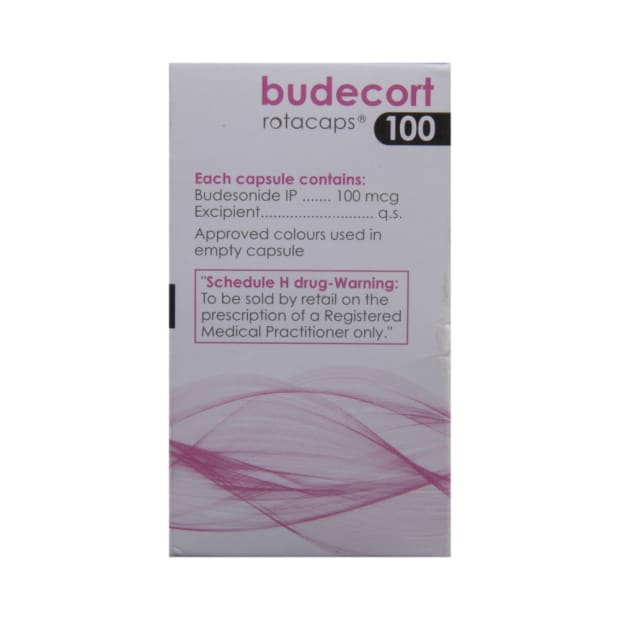 budecort
rotacaps® 100
Each capsule contains:
Budesonide IP ....... 100 mcg
Excipient.......................... q.s.
Approved colours used in
empty capsule
"Schedule H drug-Warning:
To be sold by retail on the
prescription of a Registered
Medical Practitioner only."